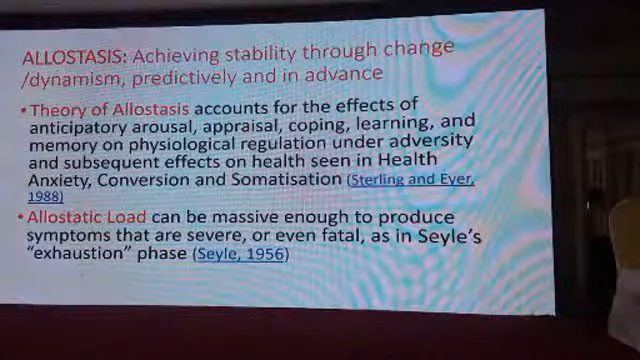 ALLOSTASIS: Achieving stability through change
/dynamism, predictively and in advance
• Theory of Allostasis accounts for the effects of
anticipatory arousal, appraisal, coping, learning, and
memory on physiological regulation under adversity
and subsequent effects on health seen in Health
Anxiety, Conversion and Somatisation (Sterling and Eyer,
1988)
• Allostatic Load can be massive enough to produce
symptoms that are severe, or even fatal, as in Seyle's
"exhaustion" phase (Seyle, 1956)